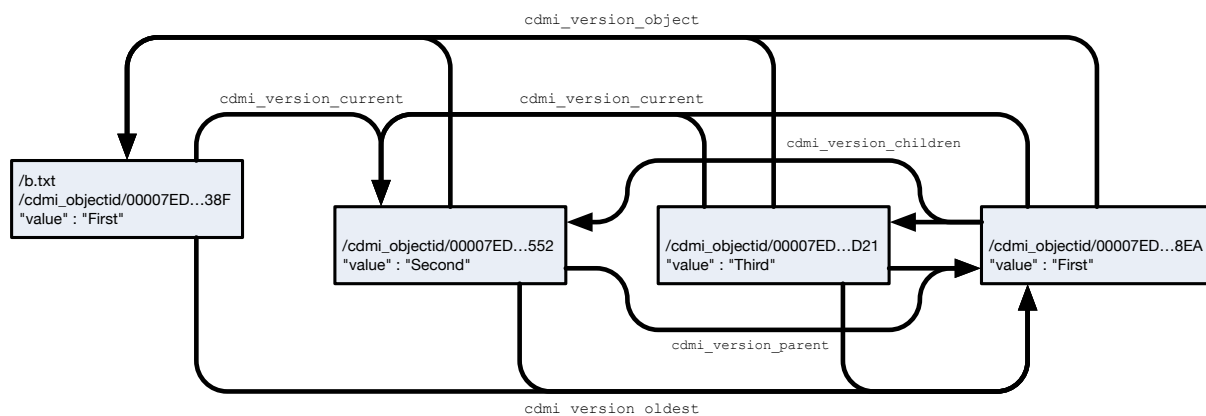 cdmi_version_object
cdmi_version_current
cdmi_version_current
cdmi_version_children
/b.txt
/cdmi_objectid/00007ED…38F
"value" : "First"
/cdmi_objectid/00007ED…552
"value" : "Second"
/cdmi_objectid/00007ED…D21
"value" : "Third"
/cdmi_objectid/00007ED…8EA
"value" : "First"
cdmi_version_parent
cdmi_version_oldest